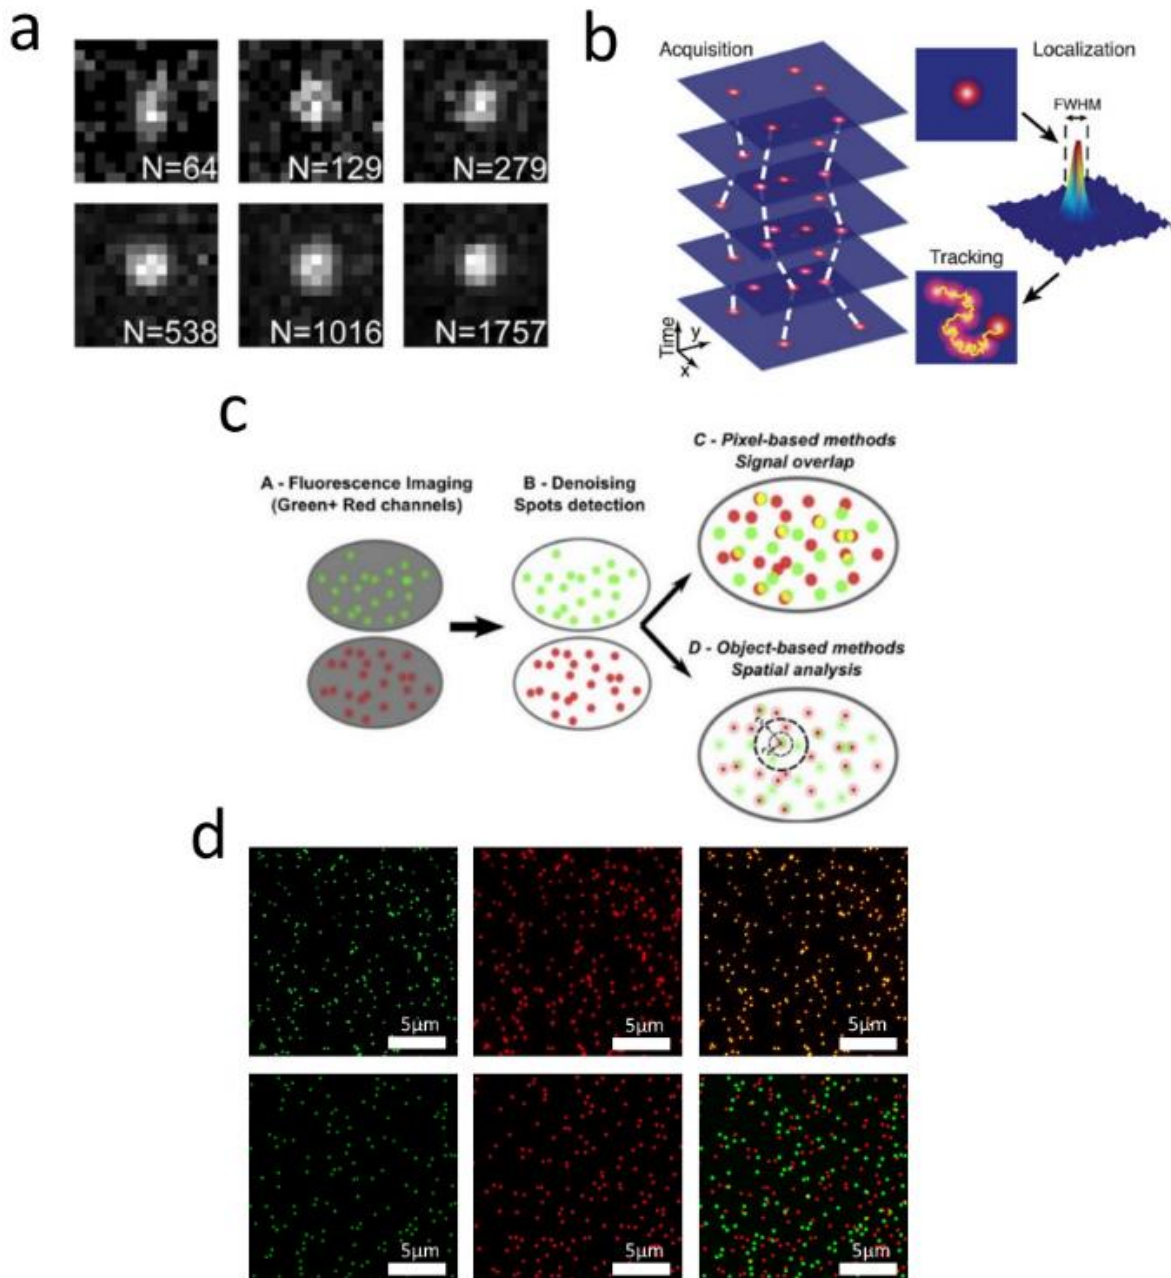 a
N=64
N=129
N=279
N=538
N=1016
N=1757
b
Acquisition
Localization
FWHM
Tracking
Time
y
x
c
A - Fluorescence Imaging
(Green+ Red channels)
B - Denoising
Spots detection
C - Pixel-based methods
Signal overlap
D - Object-based methods
Spatial analysis
d
5μm
5μm
5μm
5μm
5μm
5μm